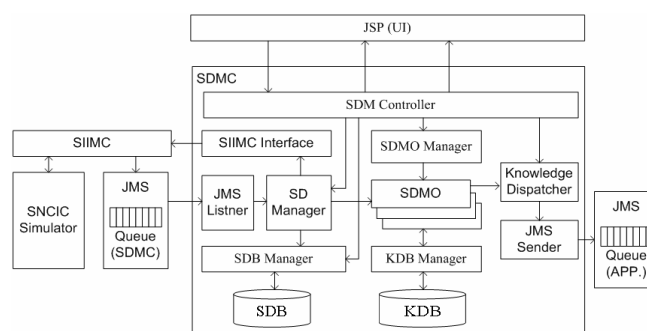 JSP (UI)
SDMC
SDM Controller
SIIMC
SIIMC Interface
SDMO Manager
SNCIC
Simulator
JMS
Queue
(SDMC)
JMS
Listner
SD
Manager
SDMO
Knowledge
Dispatcher
JMS
Sender
JMS
Queue
(APP.)
SDB Manager
KDB Manager
SDB
KDB